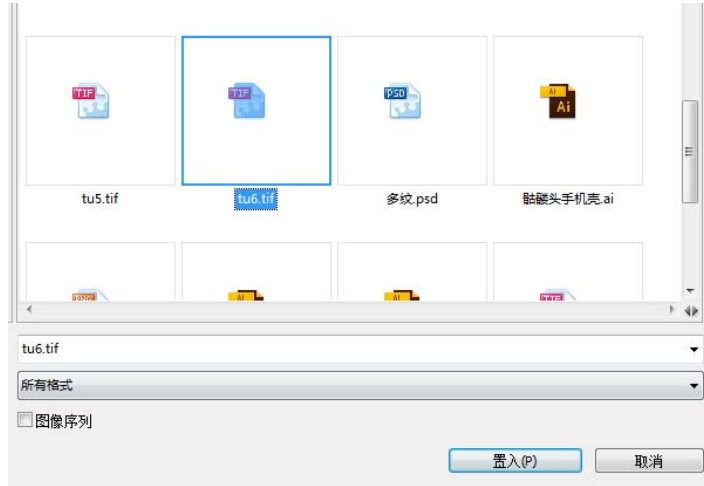 TIF
TIF
PSD
AI
Ai
tu5.tif
tu6.tif
多纹.psd
骷髅头手机壳.ai
AI
AI
TIF
tu6.tif
所有格式
图像序列
置入(P)
取消